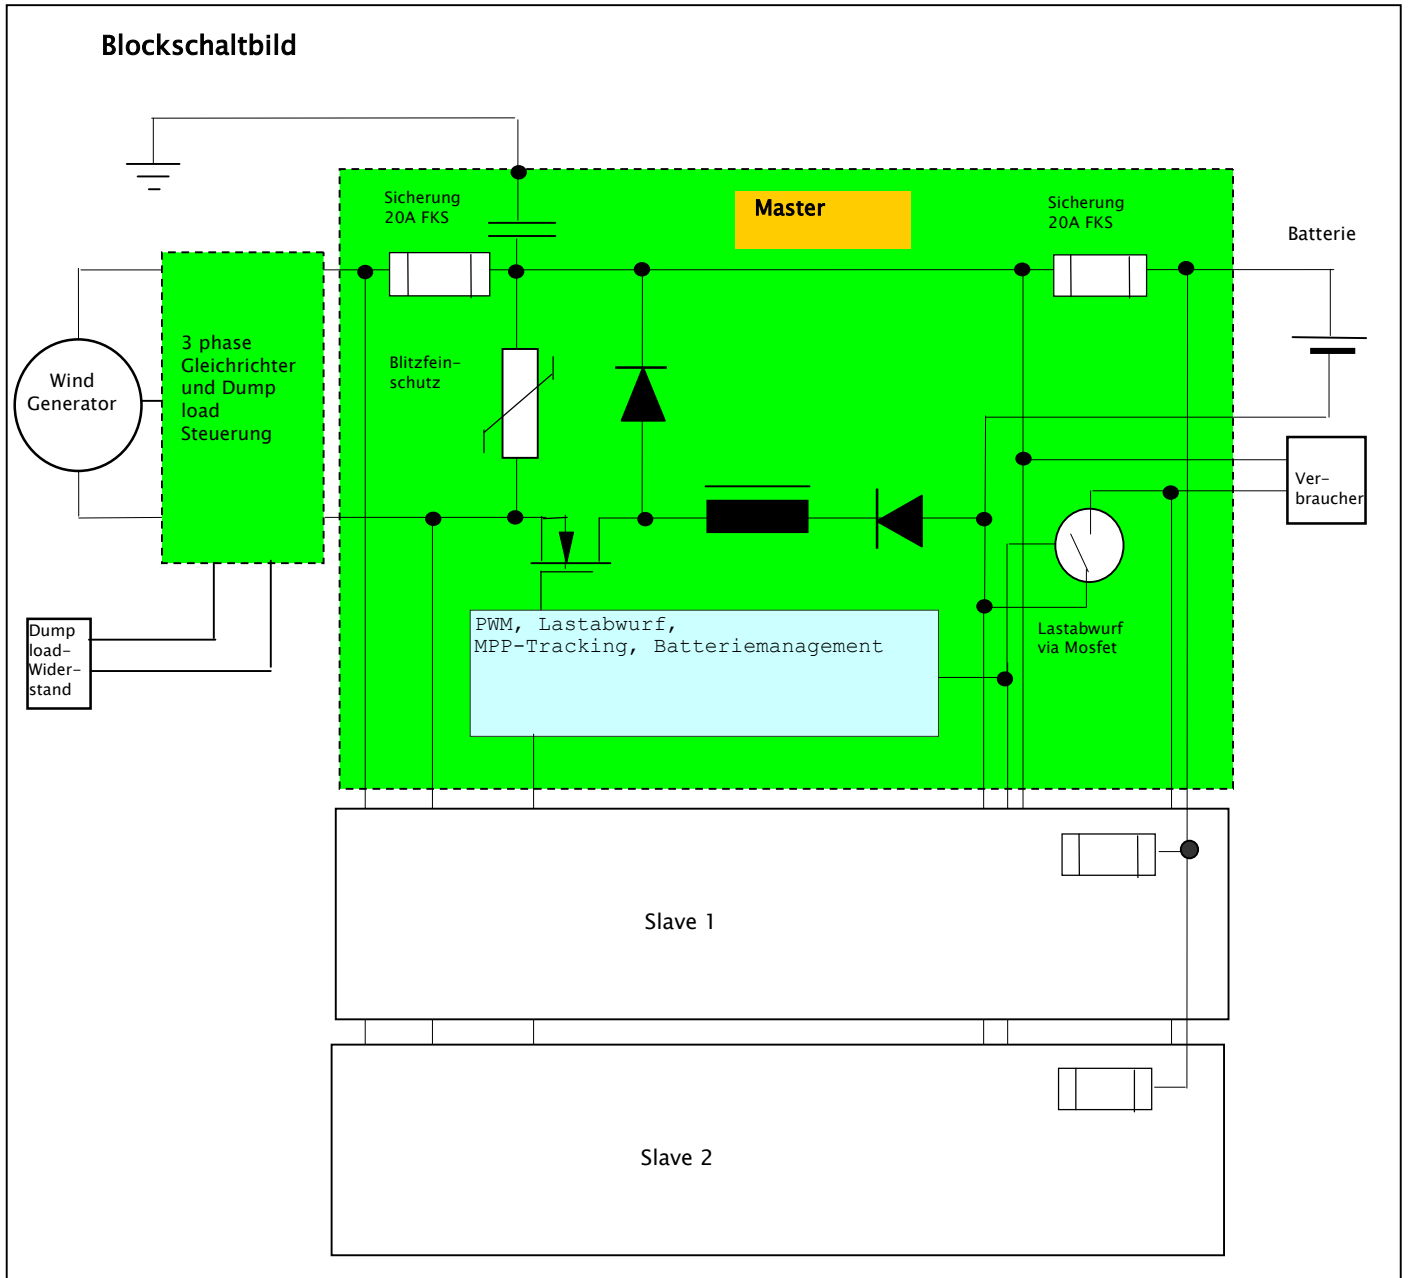 Blockschaltbild
Sicherung
20A FKS
Master
Sicherung
20A FKS
Batterie
3 phase
Gleichrichter
und Dump
load
Steuerung
Blitzfein-
schutz
Wind
Generator
Ver-
braucher
Dump
load-
Wider-
stand
PWM, Lastabwurf,
MPP-Tracking, Batteriemanagement
Lastabwurf
via Mosfet
Slave 1
Slave 2